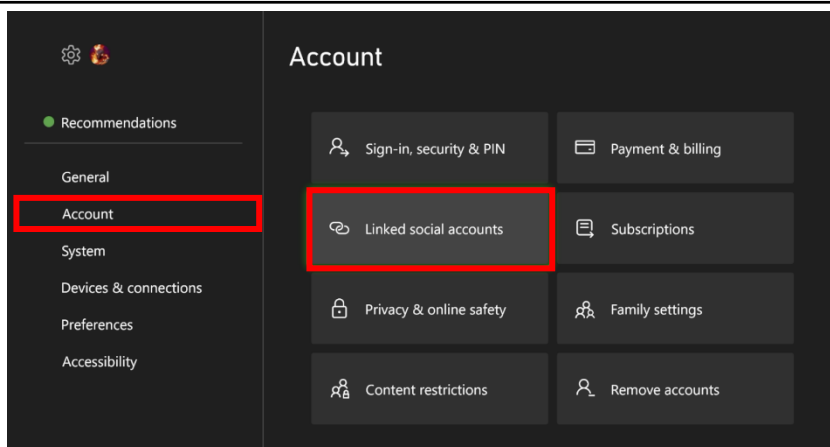 Account
Recommendations
General
Account
System
Devices & connections
Preferences
Accessibility
Sign-in, security & PIN
Payment & billing
Linked social accounts
Subscriptions
Privacy & online safety
Family settings
Content restrictions
Remove accounts